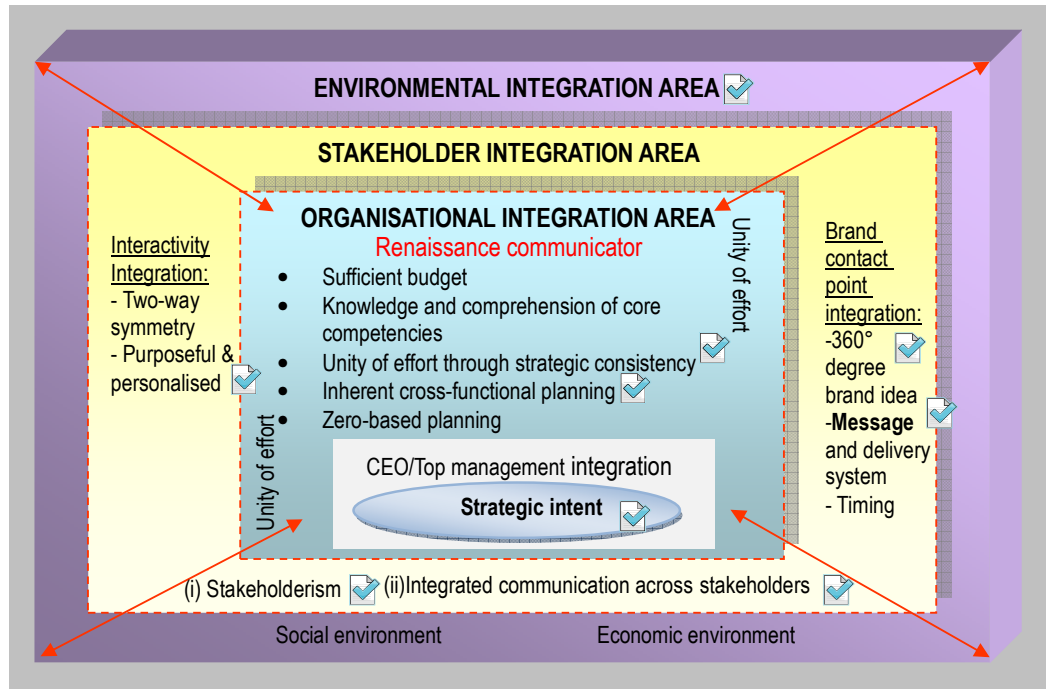 ENVIRONMENTAL INTEGRATION AREA
STAKEHOLDER INTEGRATION AREA
ORGANISATIONAL INTEGRATION AREA
Renaissance communicator
• Sufficient budget
• Knowledge and comprehension of core
competencies
• Unity of effort through strategic consistency
• Inherent cross-functional planning
• Zero-based planning
Unity of effort
Unity of effort
CEO/Top management integration
Strategic intent
Interactivity
Integration:
- Two-way
symmetry
- Purposeful &
personalised
Brand
contact
point
integration:
-360°
degree
brand idea
-Message
and delivery
system
- Timing
(i) Stakeholderism
(ii)Integrated communication across stakeholders
Social environment
Economic environment